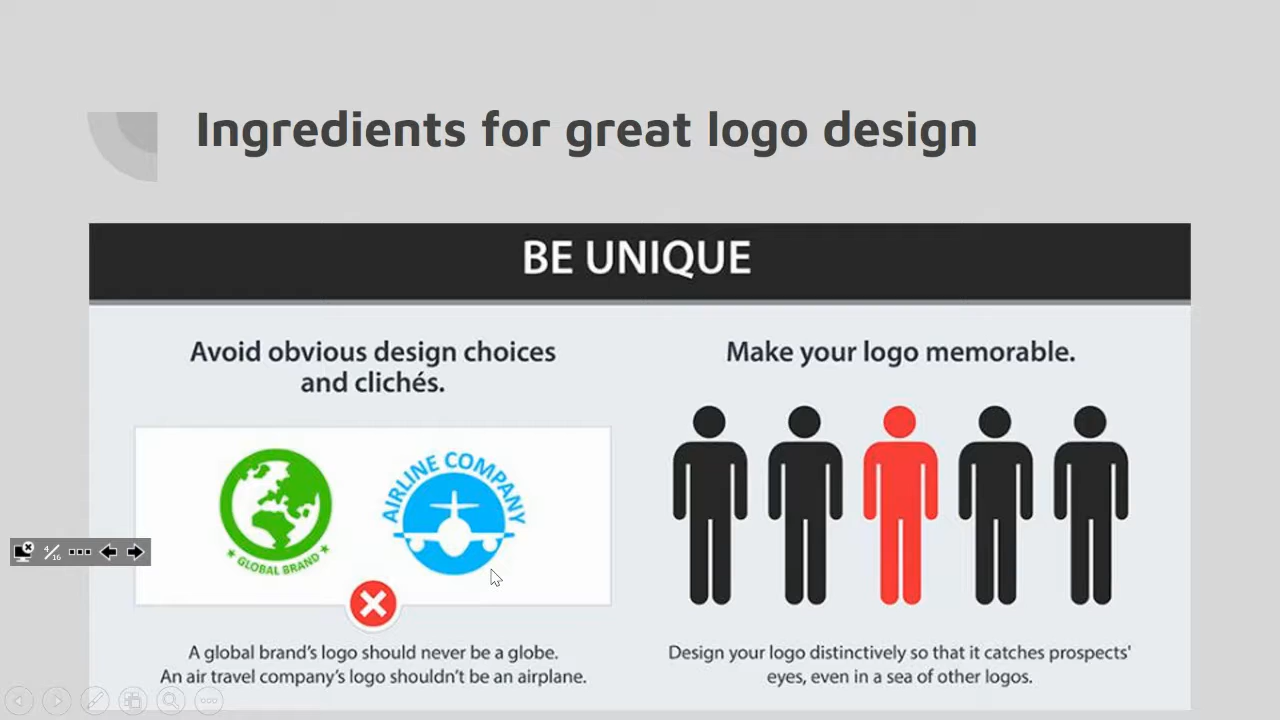 Ingredients for great logo design
BE UNIQUE
Avoid obvious design choices
and clichés.
GLOBAL BRAND
AIRLINE COMPANY
A global brand's logo should never be a globe.
An air travel company's logo shouldn't be an airplane.
Make your logo memorable.
Design your logo distinctively so that it catches prospects'
eyes, even in a sea of other logos.
4/16